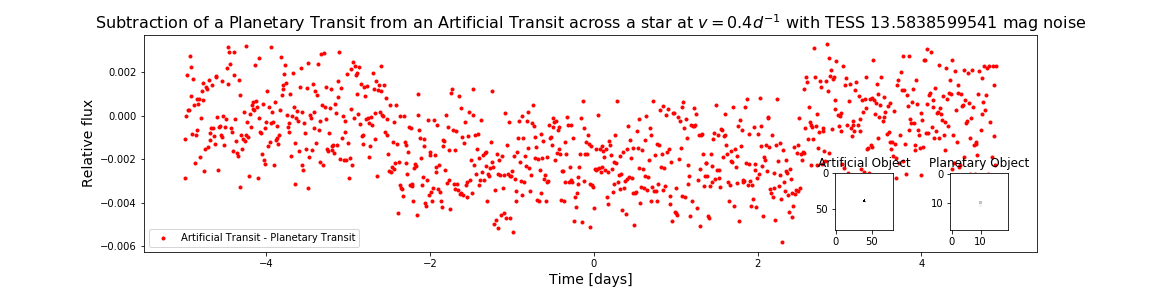 Subtraction of a Planetary Transit from an Artificial Transit across a star at v = 0.4d⁻¹ with TESS 13.5838599541 mag noise
Relative flux
0.002
0.000
−0.002
−0.004
−0.006
Artificial Transit - Planetary Transit
Artificial Object
0
50
0 50
Planetary Object
0
10
0 10
−4 −2 0 2 4
Time [days]